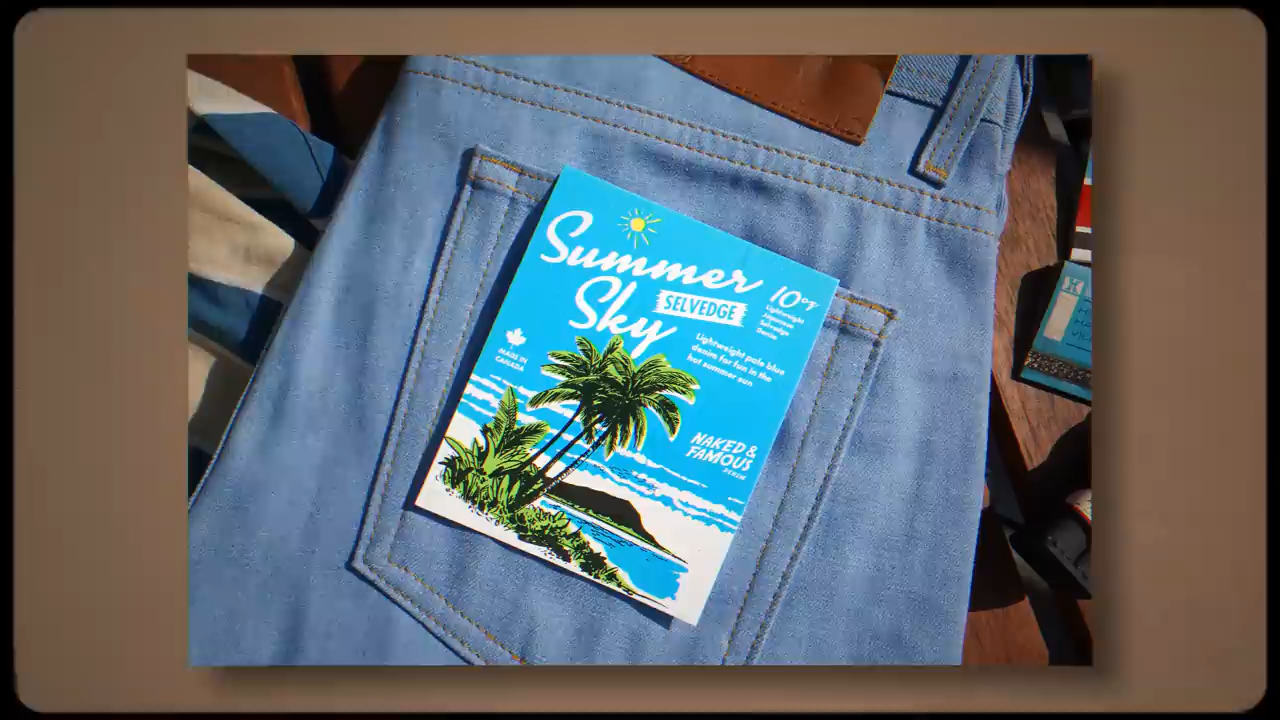 Summer
Sky
SELVEDGE
10oz
Lightweight
Japanese
Selvedge
Denim
Lightweight pale blue
denim for fun in the
hot summer sun
MADE IN
CANADA
NAKED &
FAMOUS
DENIM